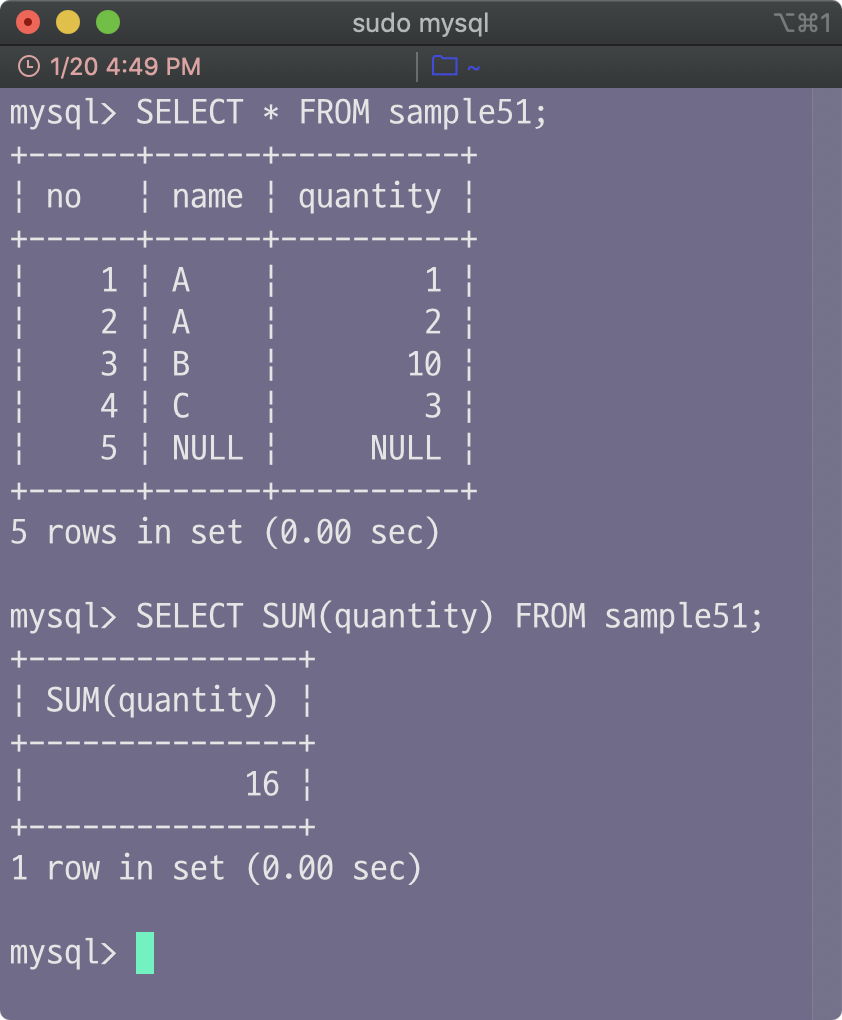 sudo mysql ⌥⌘1
1/20 4:49 PM ~
mysql> SELECT * FROM sample51;
+------+------+----------+
¦ no   ¦ name ¦ quantity ¦
+------+------+----------+
¦    1 ¦ A    ¦        1 ¦
¦    2 ¦ A    ¦        2 ¦
¦    3 ¦ B    ¦       10 ¦
¦    4 ¦ C    ¦        3 ¦
¦    5 ¦ NULL ¦     NULL ¦
+------+------+----------+
5 rows in set (0.00 sec)
mysql> SELECT SUM(quantity) FROM sample51;
+---------------+
¦ SUM(quantity) ¦
+---------------+
¦            16 ¦
+---------------+
1 row in set (0.00 sec)
mysql>